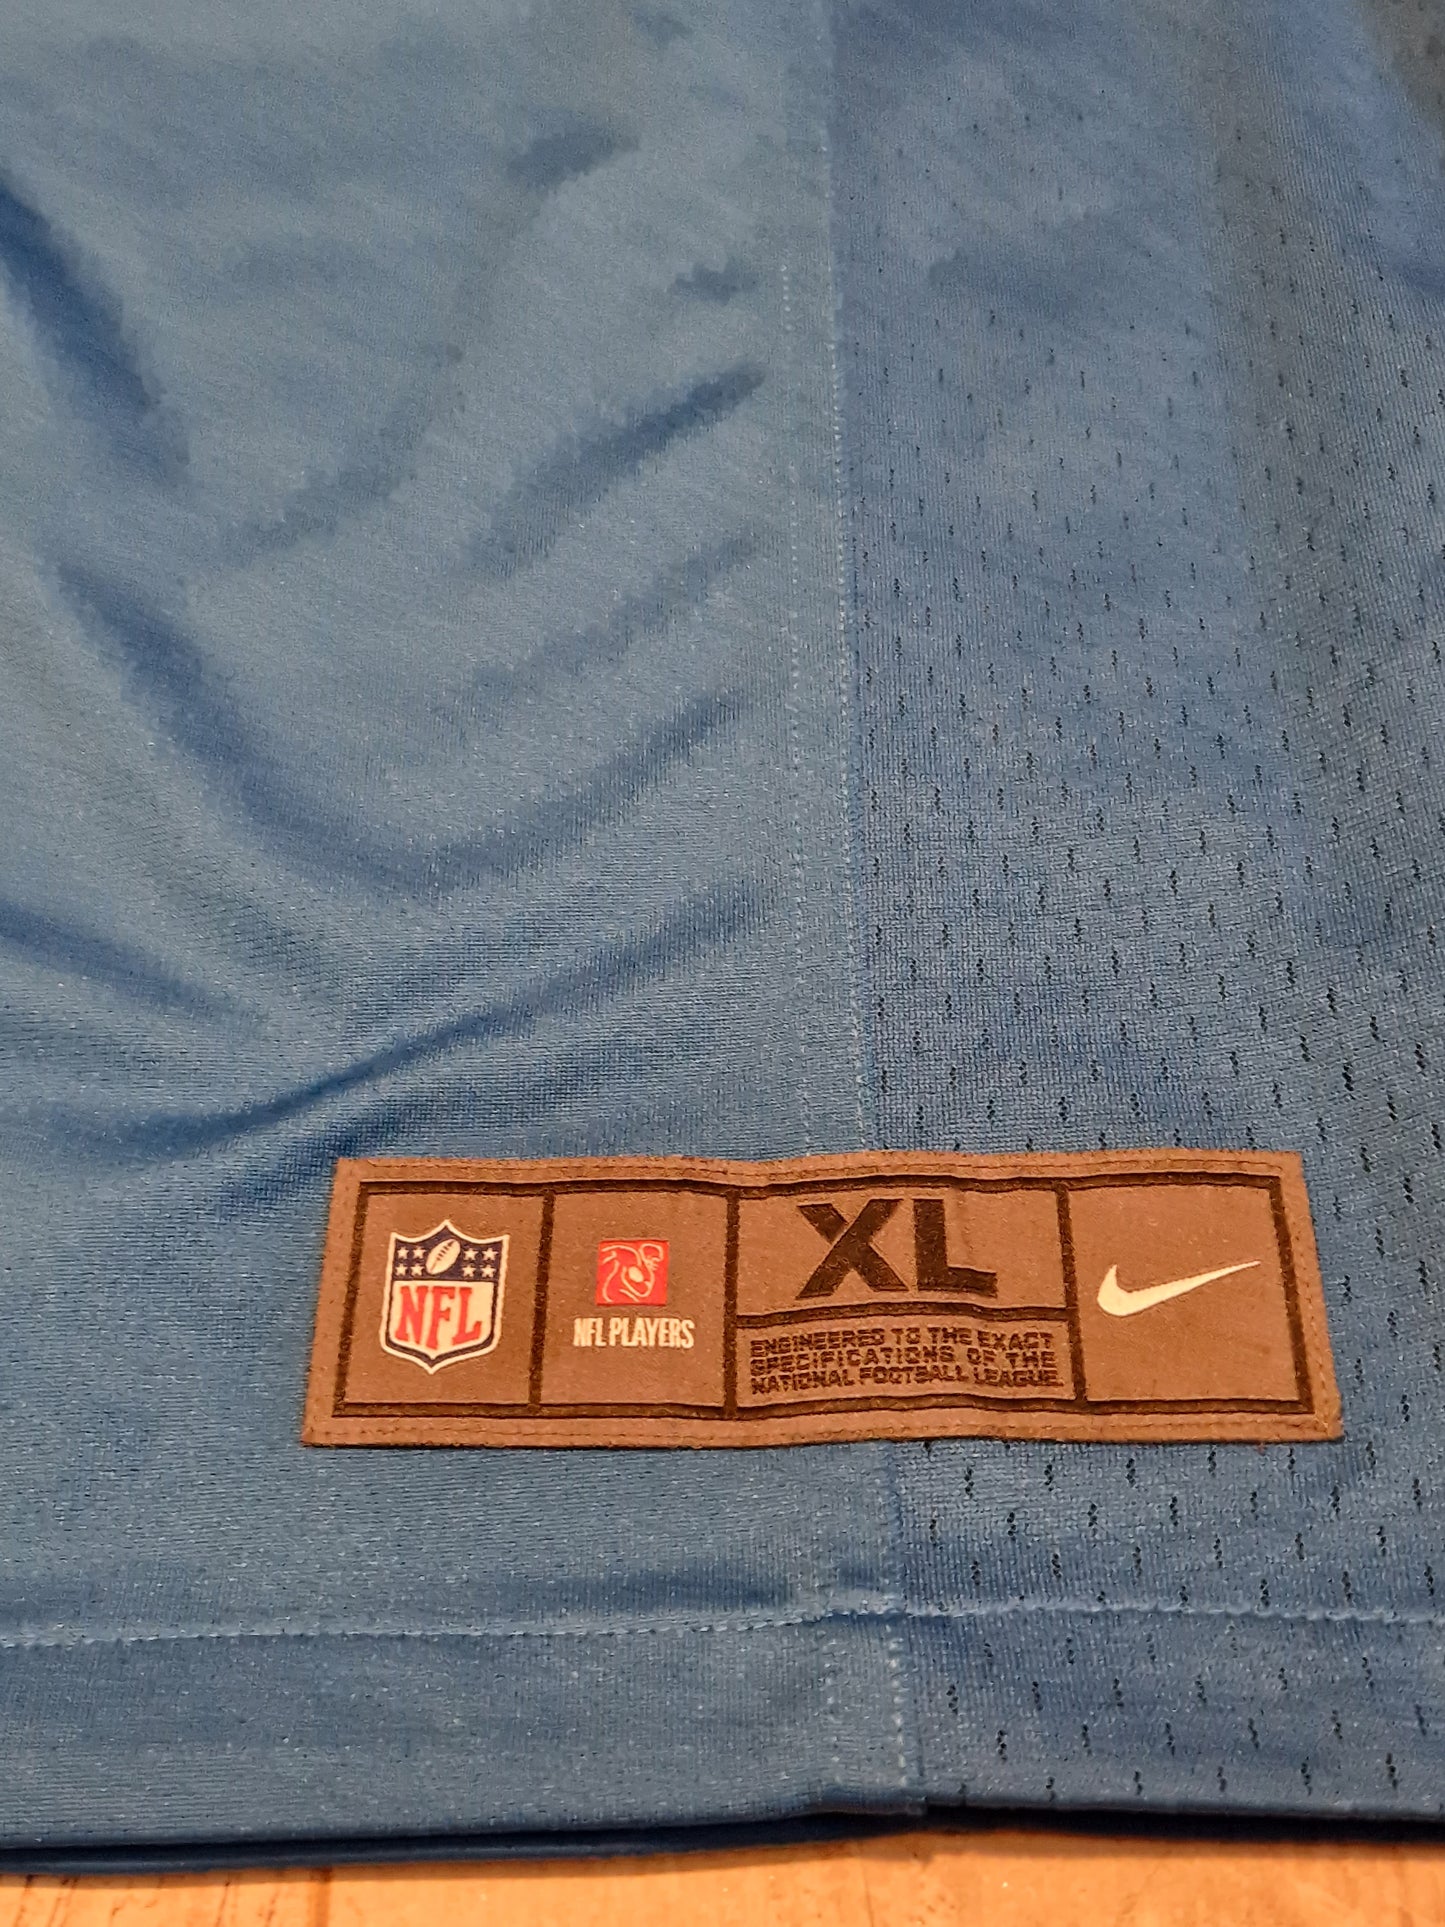 NFL
NFL PLAYERS
XL
ENGINEERED TO THE EXACT
SPECIFICATIONS OF THE
NATIONAL FOOTBALL LEAGUE.